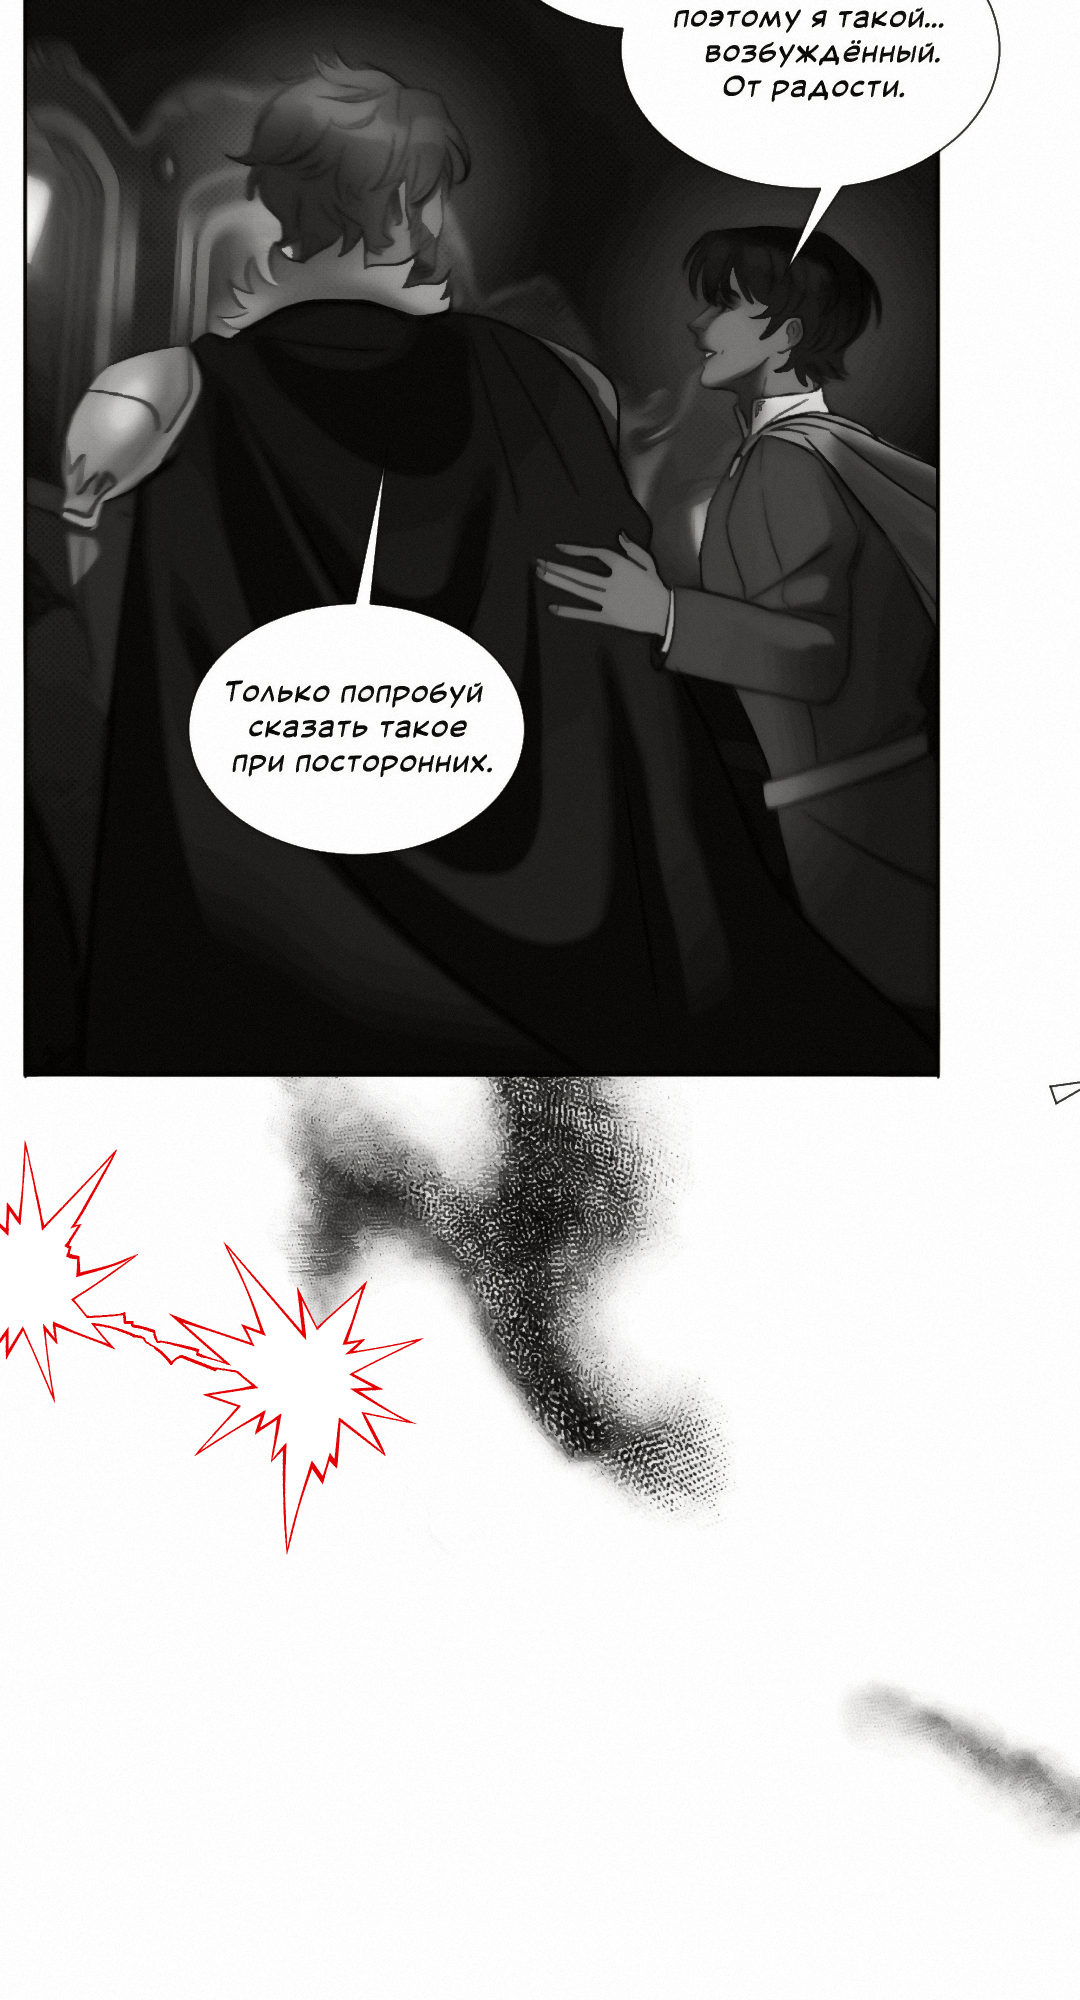 поэтому я такой...
возбуждённый.
От радости.
Только попробуй
сказать такое
при посторонних.